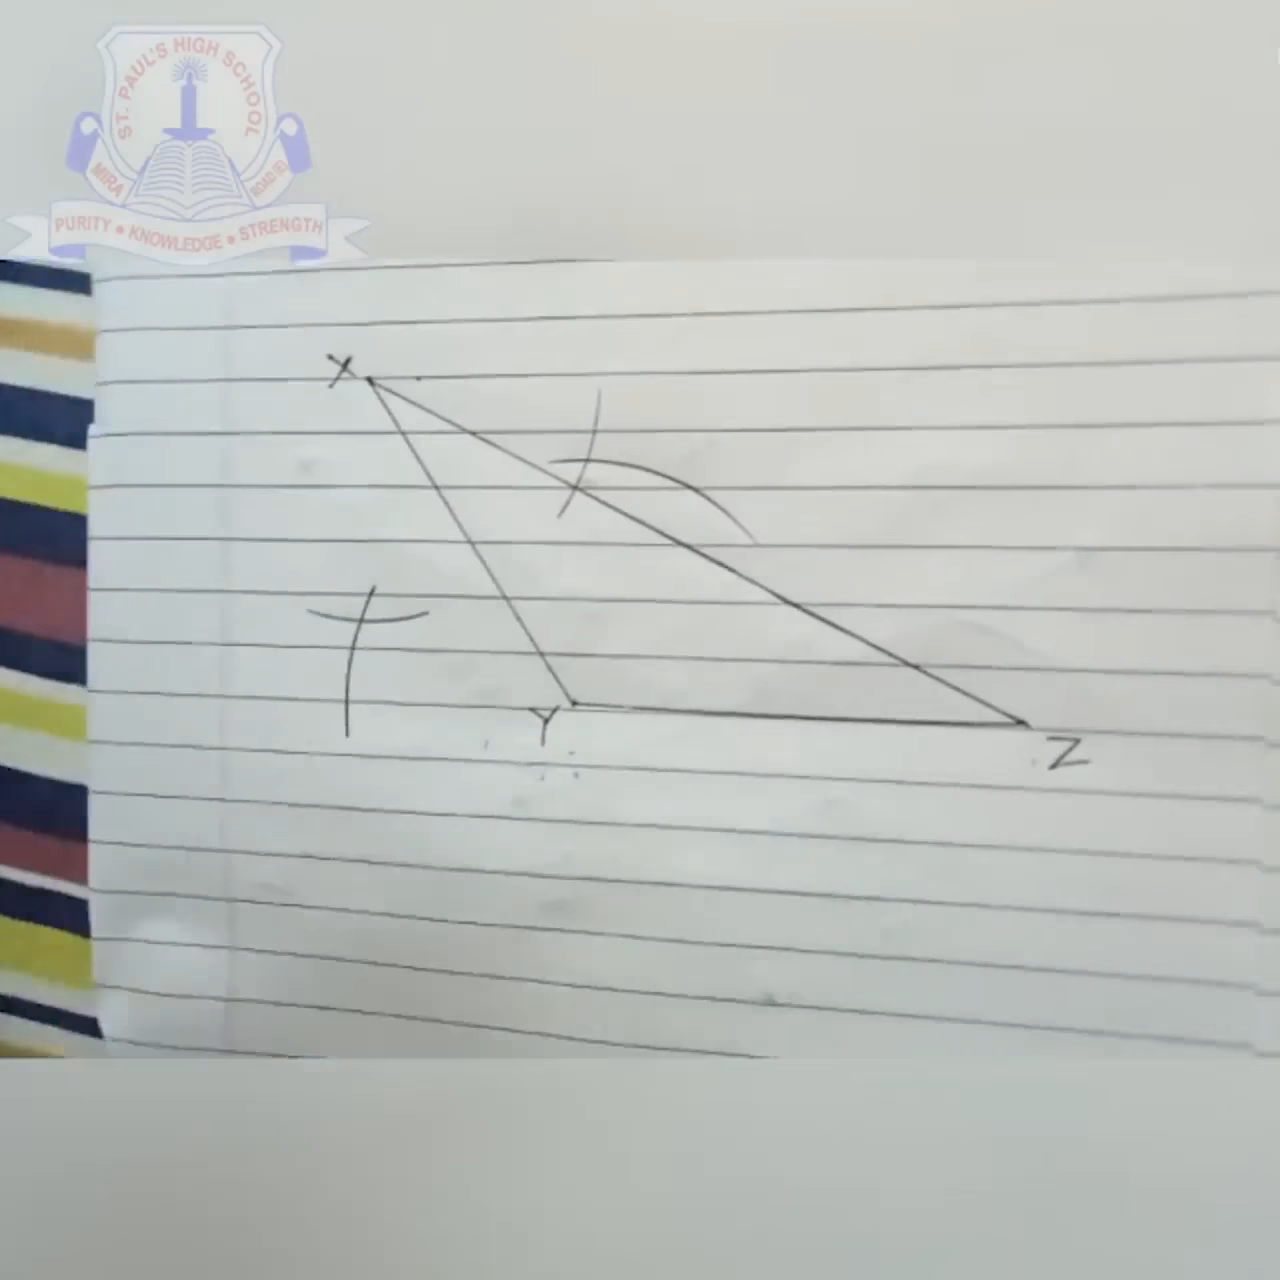 ST. PAUL'S HIGH SCHOOL
MIRA ROAD (E)
PURITY • KNOWLEDGE • STRENGTH
X
Y
Z